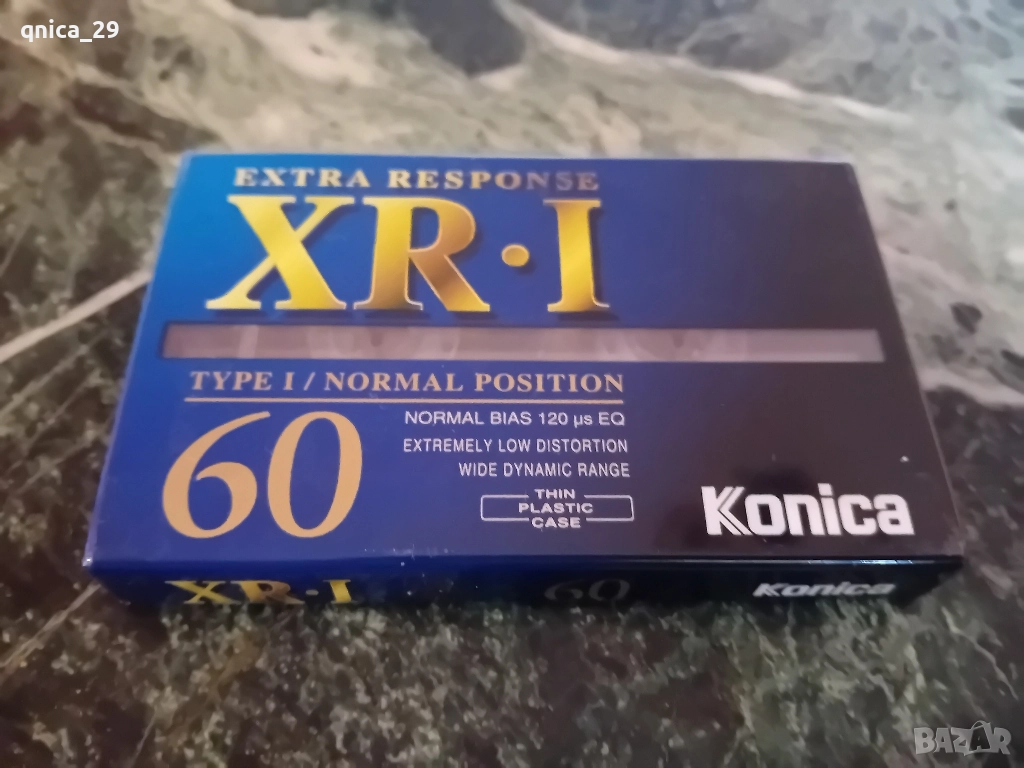 qnica_29
EXTRA RESPONSE
XR·I
TYPE I / NORMAL POSITION
60
NORMAL BIAS 120 µs EQ
EXTREMELY LOW DISTORTION
WIDE DYNAMIC RANGE
THIN
PLASTIC
CASE
Konica
XR·I 60 Konica
BAZAR